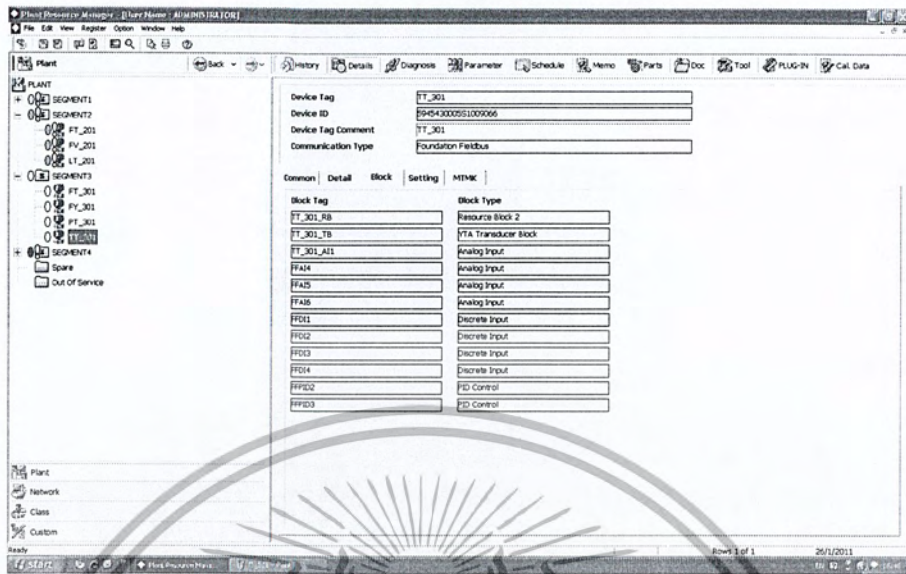 Plant Resource Manager - [User Name : ADMINISTRATOR]
File Edit View Register Option Window Help
Plant Back
History Details Diagnosis Parameter Schedule Memo Parts Doc Tool PLUG-IN Cal. Data
PLANT
SEGMENT1
SEGMENT2
FT_201
FV_201
LT_201
SEGMENT3
FT_301
FY_301
PT_301
TT_301
SEGMENT4
Spare
Out Of Service
Device Tag TT_301
Device ID 594543000551009066
Device Tag Comment TT_301
Communication Type Foundation Fieldbus
Common Detail Block Setting MTMK
Block Tag Block Type
TT_301_RB Resource Block 2
TT_301_TB YTA Transducer Block
TT_301_AI1 Analog Input
FFAI4 Analog Input
FFAI5 Analog Input
FFAI6 Analog Input
FFDI1 Discrete Input
FFDI2 Discrete Input
FFDI3 Discrete Input
FFDI4 Discrete Input
FFPID2 PID Control
FFPID3 PID Control
Plant
Network
Class
Custom
Ready Rows 1 of 1 26/1/2011
start Plant Resource Mana...